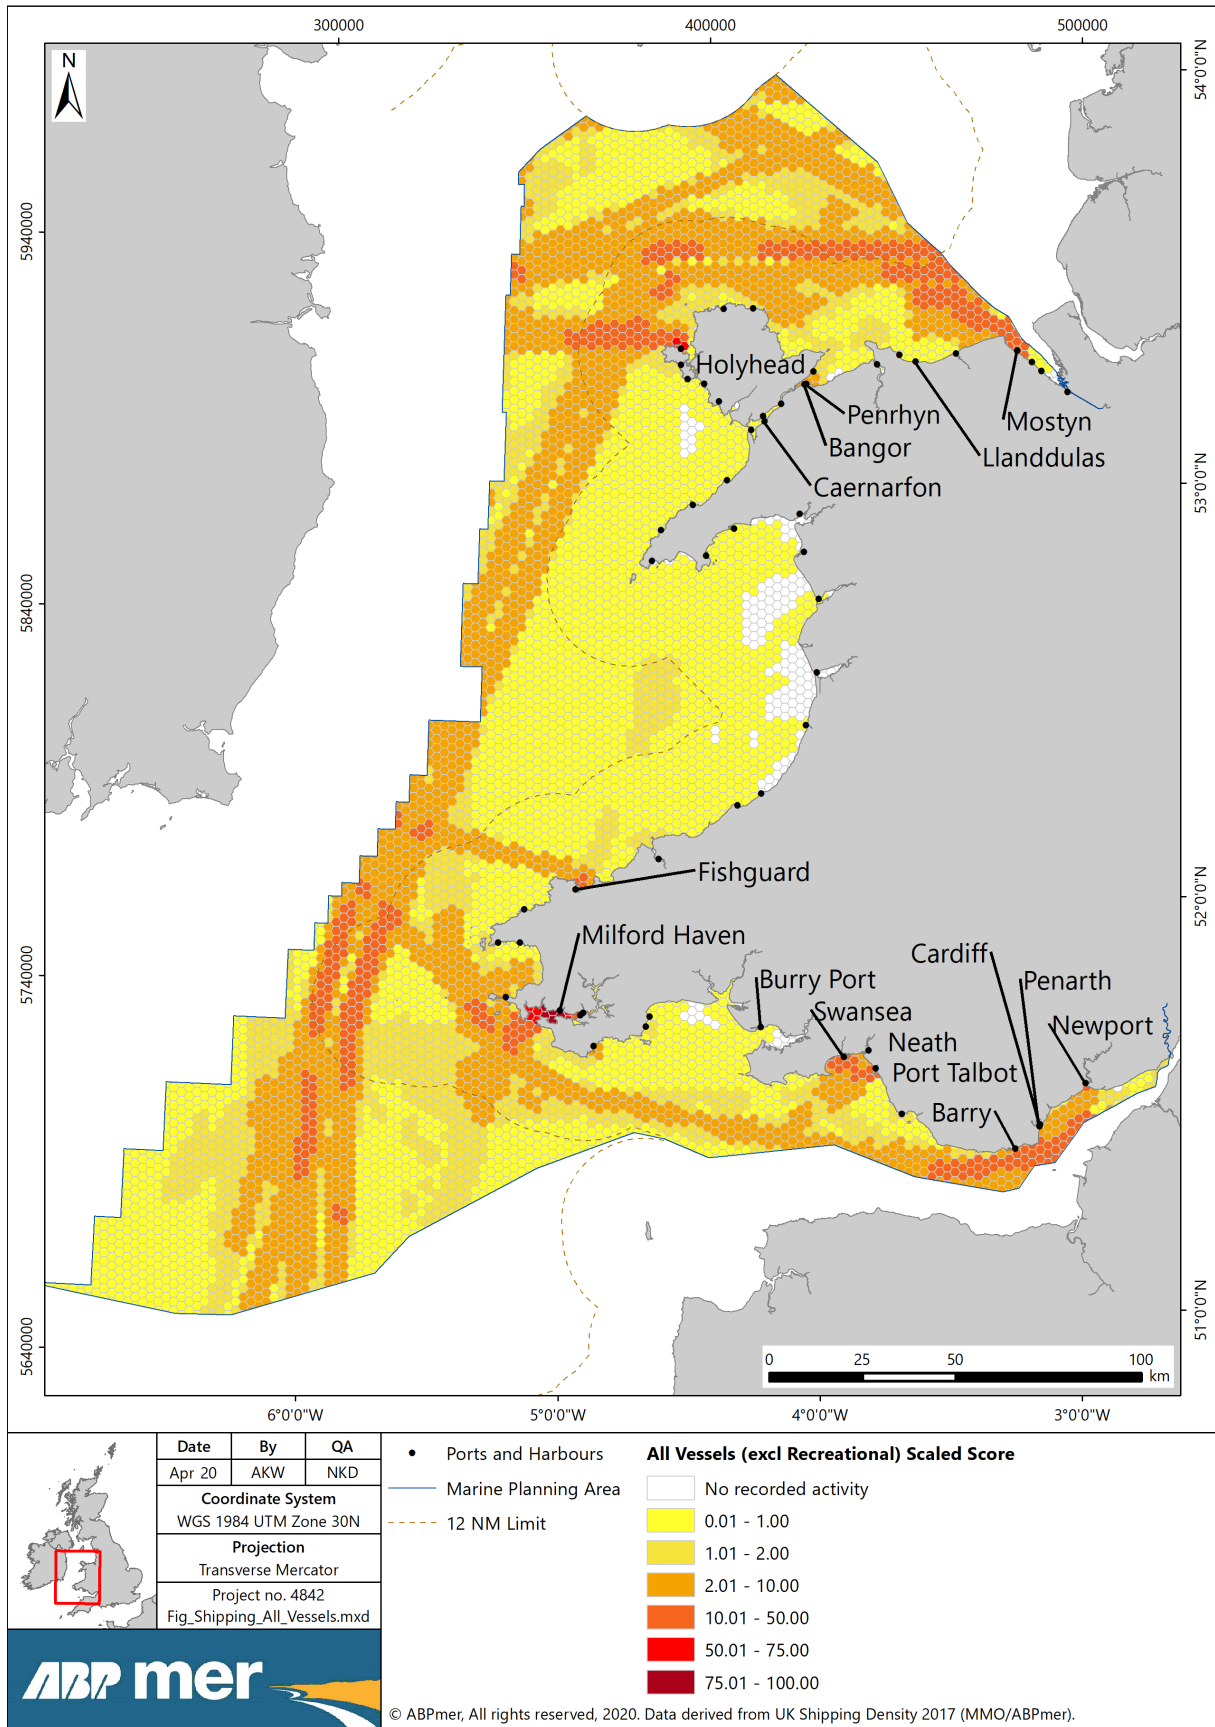 300000 400000 500000
N
54°0'0"N
5940000
Holyhead
Penrhyn
Mostyn
Bangor
Llanddulas
Caernarfon
53°0'0"N
5840000
Fishguard
52°0'0"N
Milford Haven
Cardiff
5740000
Burry Port
Penarth
Swansea
Newport
Neath
Port Talbot
Barry
51°0'0"N
5640000
0 25 50 100
km
6°0'0"W 5°0'0"W 4°0'0"W 3°0'0"W
Date By QA
Apr 20 AKW NKD
Coordinate System
WGS 1984 UTM Zone 30N
Projection
Transverse Mercator
Project no. 4842
Fig_Shipping_All_Vessels.mxd
ABP mer
Ports and Harbours
Marine Planning Area
12 NM Limit
All Vessels (excl Recreational) Scaled Score
No recorded activity
0.01 - 1.00
1.01 - 2.00
2.01 - 10.00
10.01 - 50.00
50.01 - 75.00
75.01 - 100.00
© ABPmer, All rights reserved, 2020. Data derived from UK Shipping Density 2017 (MMO/ABPmer).